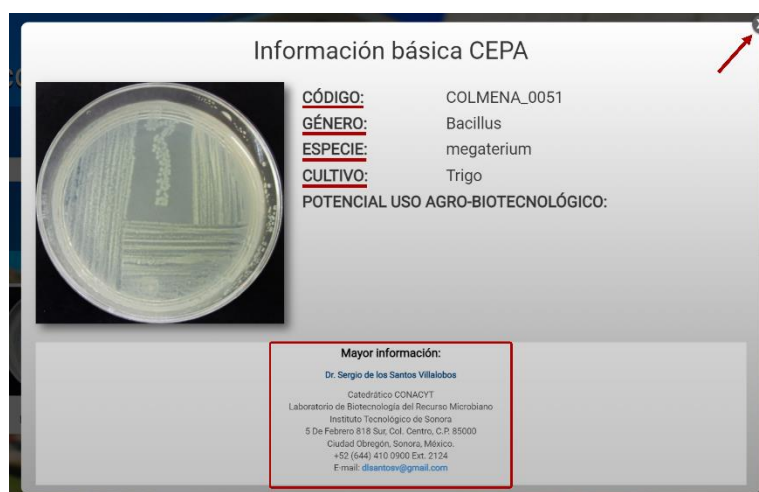 Información básica CEPA
CÓDIGO: COLMENA_0051
GÉNERO: Bacillus
ESPECIE: megaterium
CULTIVO: Trigo
POTENCIAL USO AGRO-BIOTECNOLÓGICO:
Mayor información:
Dr. Sergio de los Santos Villalobos
Catedrático CONACYT
Laboratorio de Biotecnología del Recurso Microbiano
Instituto Tecnológico de Sonora
5 De Febrero 818 Sur, Col. Centro, C.P. 85000
Ciudad Obregón, Sonora, México.
+52 (644) 410 0900 Ext. 2124
E-mail: dlsantosv@gmail.com